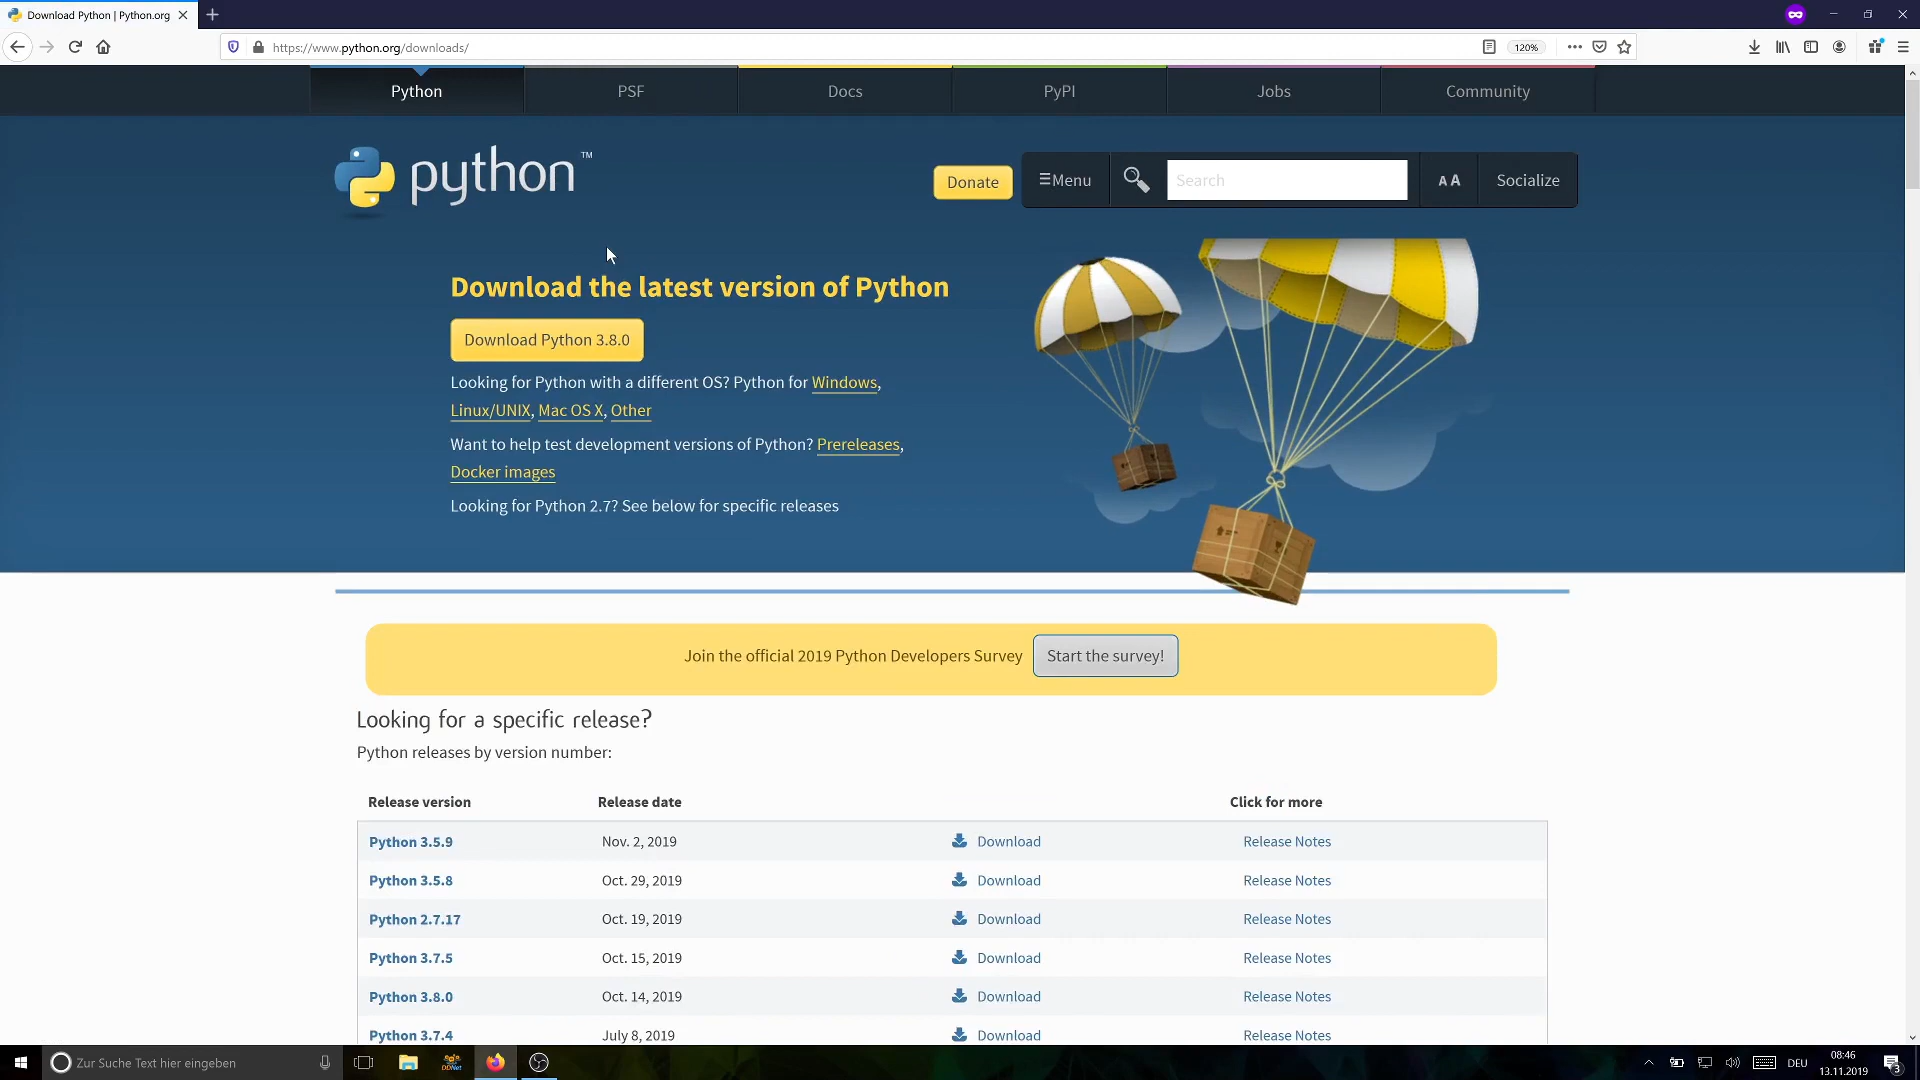 Download Python | Python.org
https://www.python.org/downloads/
120%
Python PSF Docs PyPI Jobs Community
python™
Donate
Menu
Search
A A
Socialize
Download the latest version of Python
Download Python 3.8.0
Looking for Python with a different OS? Python for Windows,
Linux/UNIX, Mac OS X, Other
Want to help test development versions of Python? Prereleases,
Docker images
Looking for Python 2.7? See below for specific releases
Join the official 2019 Python Developers Survey Start the survey!
Looking for a specific release?
Python releases by version number:
Release version Release date Click for more
Python 3.5.9 Nov. 2, 2019 Download Release Notes
Python 3.5.8 Oct. 29, 2019 Download Release Notes
Python 2.7.17 Oct. 19, 2019 Download Release Notes
Python 3.7.5 Oct. 15, 2019 Download Release Notes
Python 3.8.0 Oct. 14, 2019 Download Release Notes
Python 3.7.4 July 8, 2019 Download Release Notes
Zur Suche Text hier eingeben
DDNet
DEU
08:46
13.11.2019
3